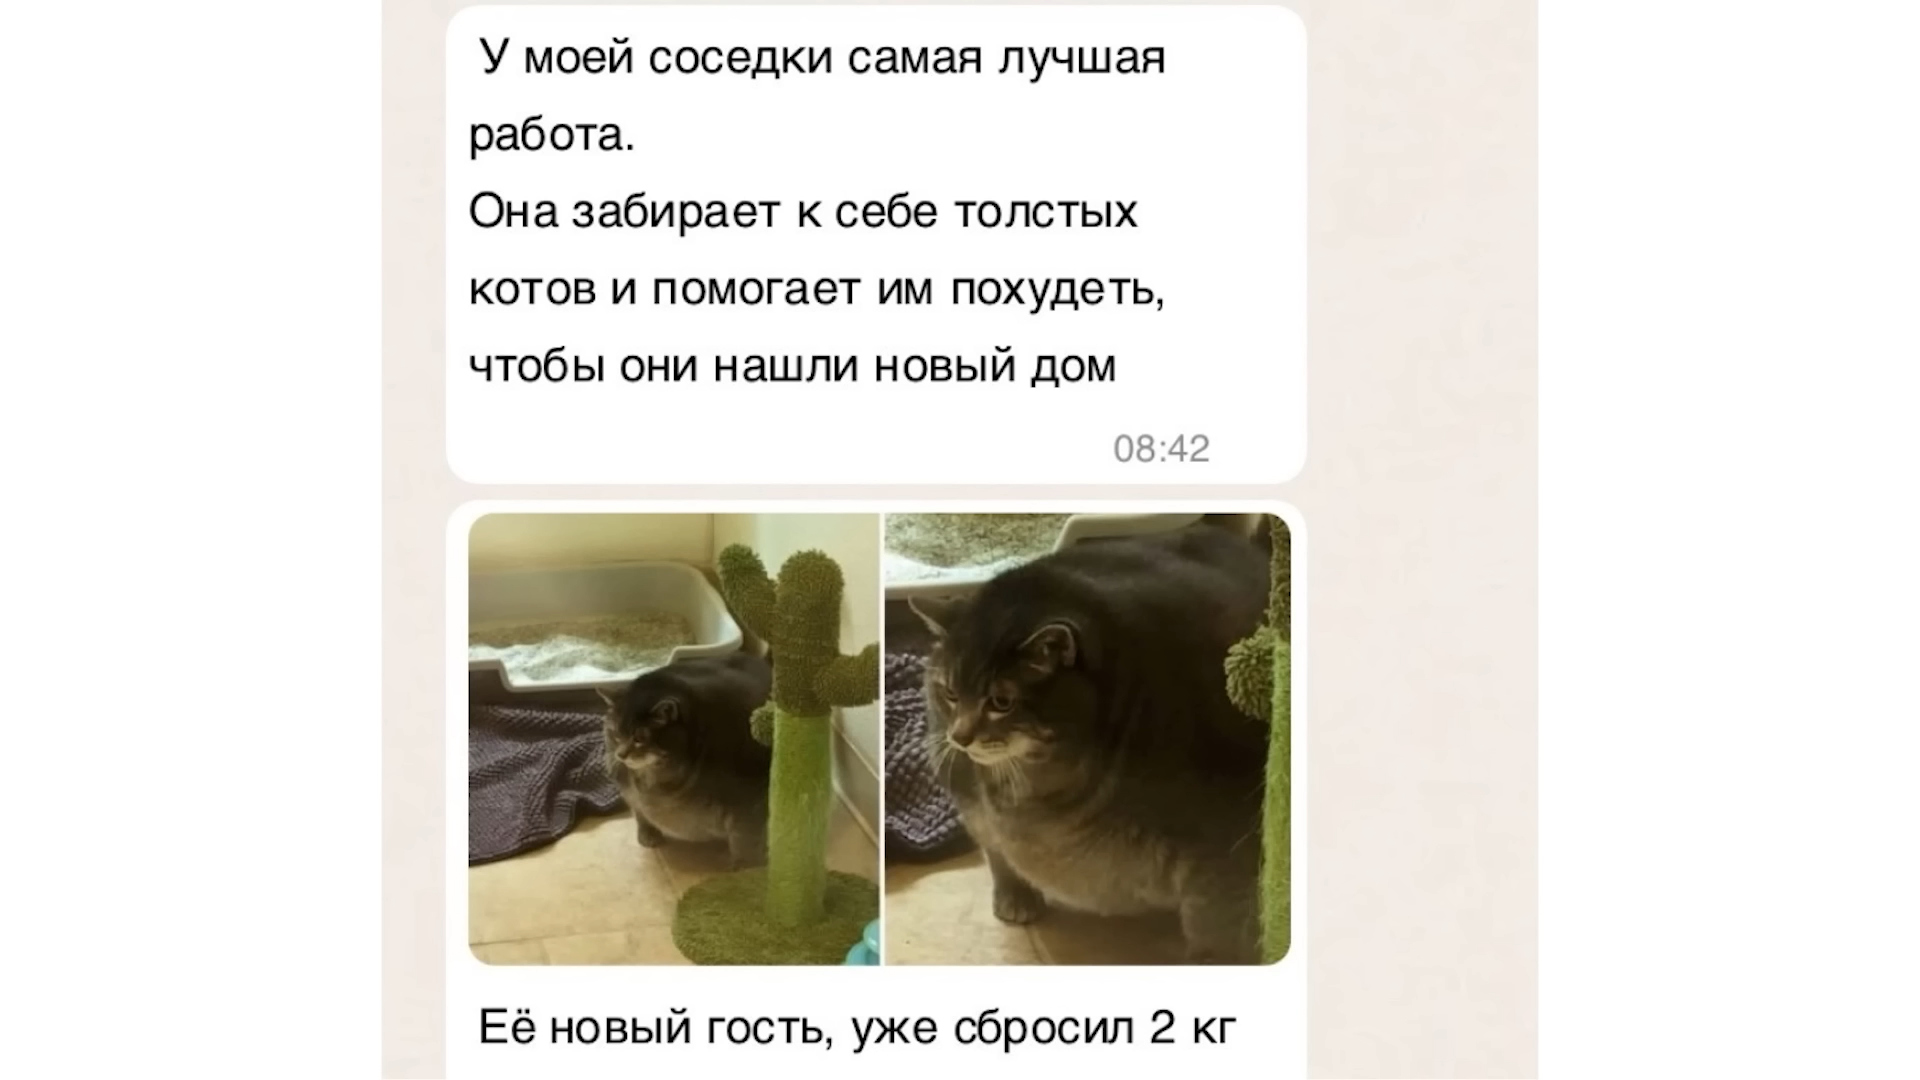 У моей соседки самая лучшая
работа.
Она забирает к себе толстых
котов и помогает им похудеть,
чтобы они нашли новый дом
08:42
Её новый гость, уже сбросил 2 кг